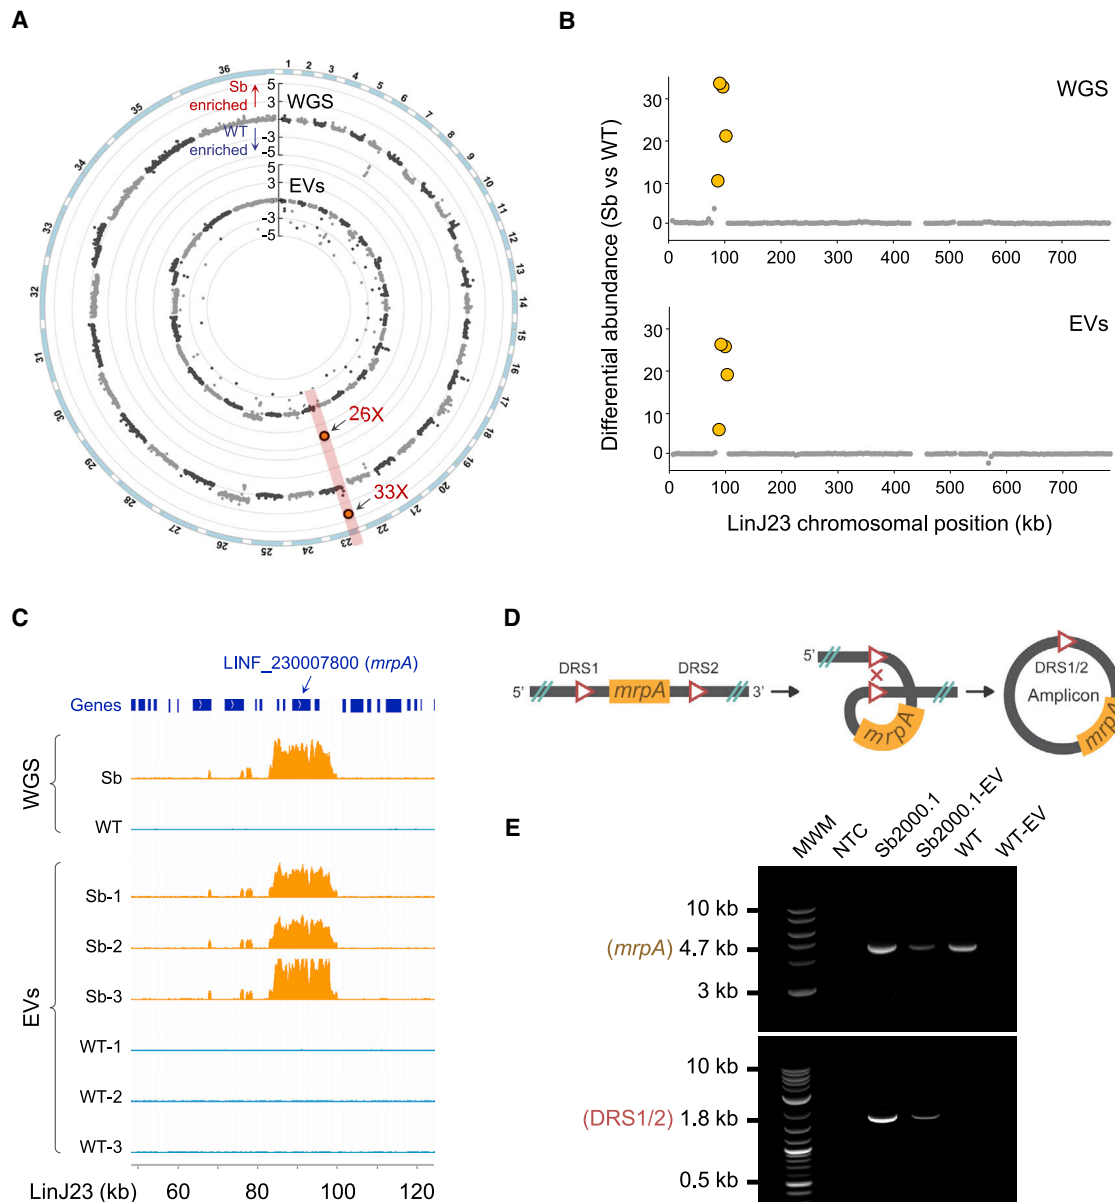 A
1 2 3 4 5 6 7 8 9 10 11 12 13 14 15 16 17 18 19 20 21 22 23 24 25 26 27 28 29 30 31 32 33 34 35 36
Sb
enriched
WT
enriched
5
3
-3
-5
WGS
5
3
-3
-5
EVs
26X
33X
B
Differential abundance (Sb vs WT)
WGS
30
20
10
0
0 100 200 300 400 500 600 700
EVs
30
20
10
0
0 100 200 300 400 500 600 700
LinJ23 chromosomal position (kb)
C
LINF_230007800 (mrpA)
Genes
WGS
Sb
WT
EVs
Sb-1
Sb-2
Sb-3
WT-1
WT-2
WT-3
LinJ23 (kb) 60 80 100 120
D
5' DRS1 mrpA DRS2 3'
5'
mrpA
DRS1/2
Amplicon
mrpA
E
MWM NTC Sb2000.1 Sb2000.1-EV WT WT-EV
10 kb
(mrpA) 4.7 kb
3 kb
10 kb
(DRS1/2) 1.8 kb
0.5 kb